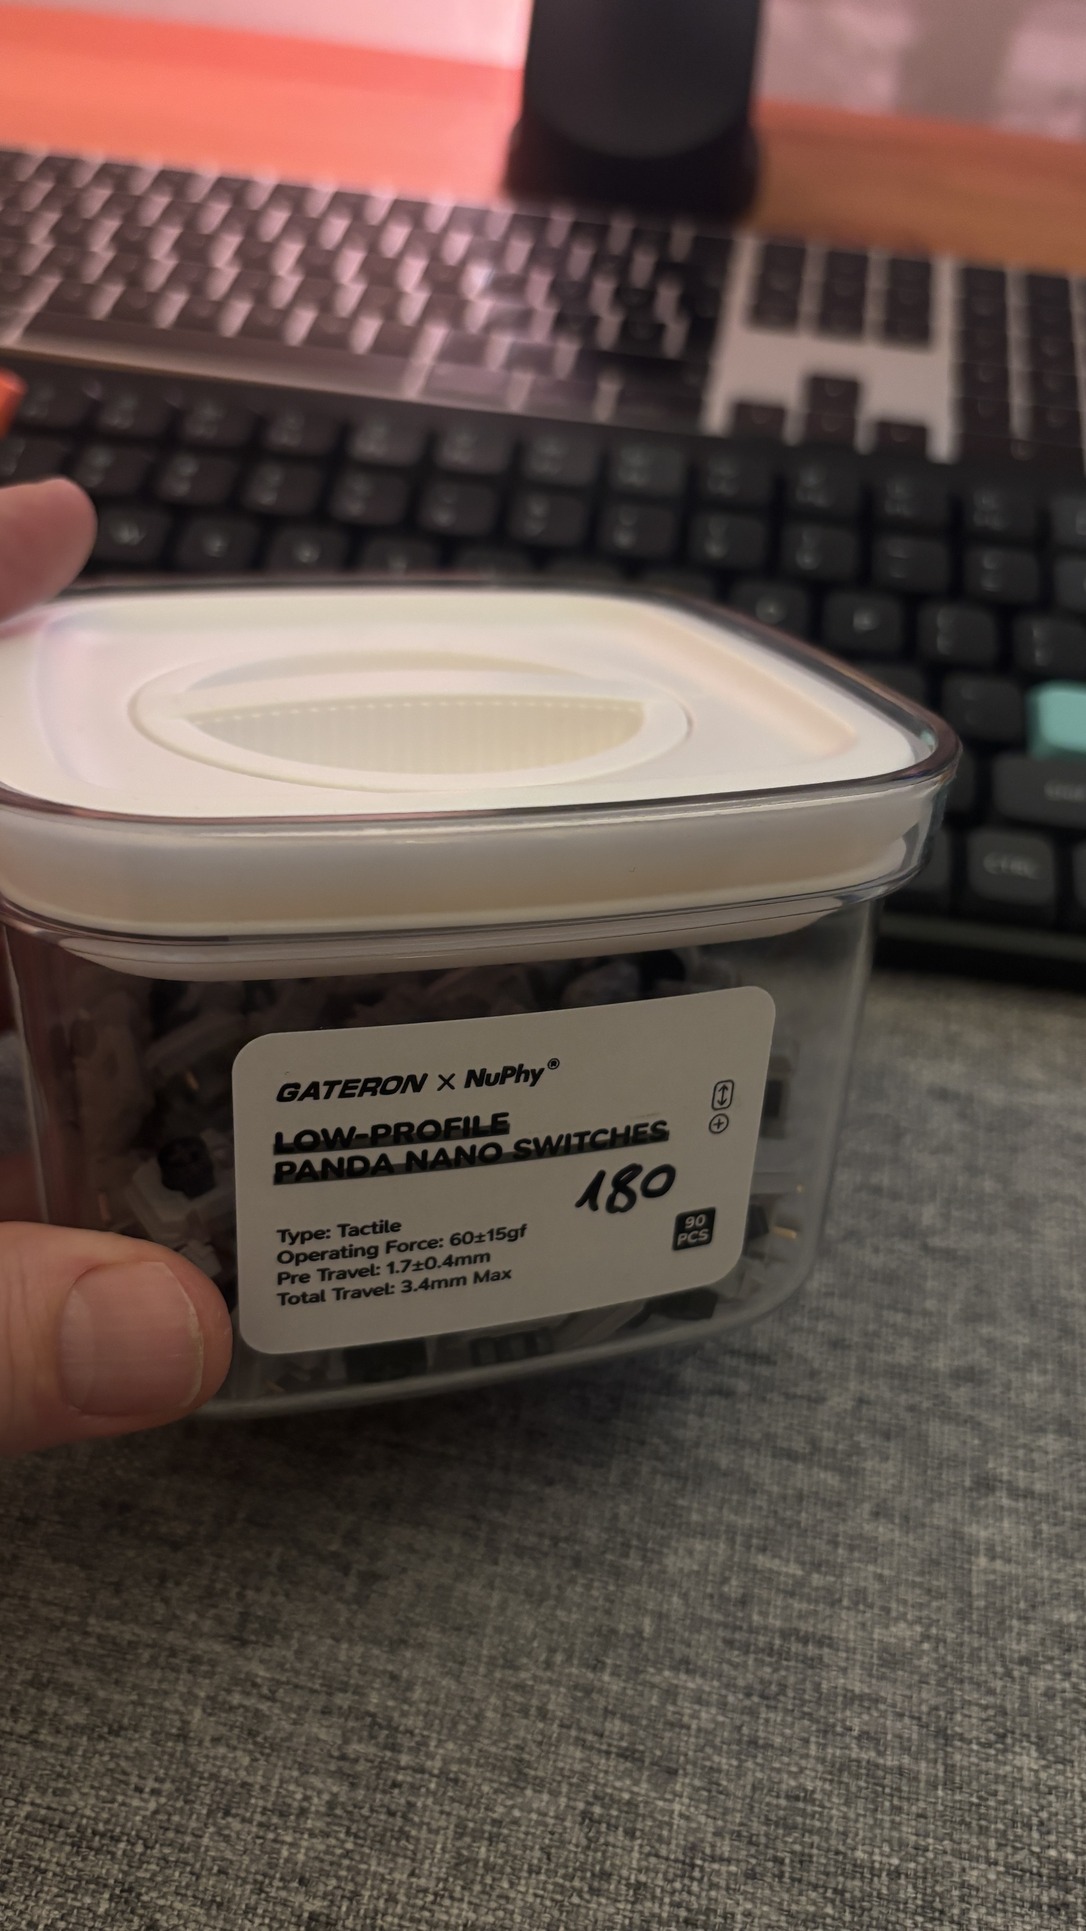 GATERON × NuPhy®
LOW-PROFILE
PANDA NANO SWITCHES
180
90
PCS
Type: Tactile
Operating Force: 60±15gf
Pre Travel: 1.7±0.4mm
Total Travel: 3.4mm Max
CTRL